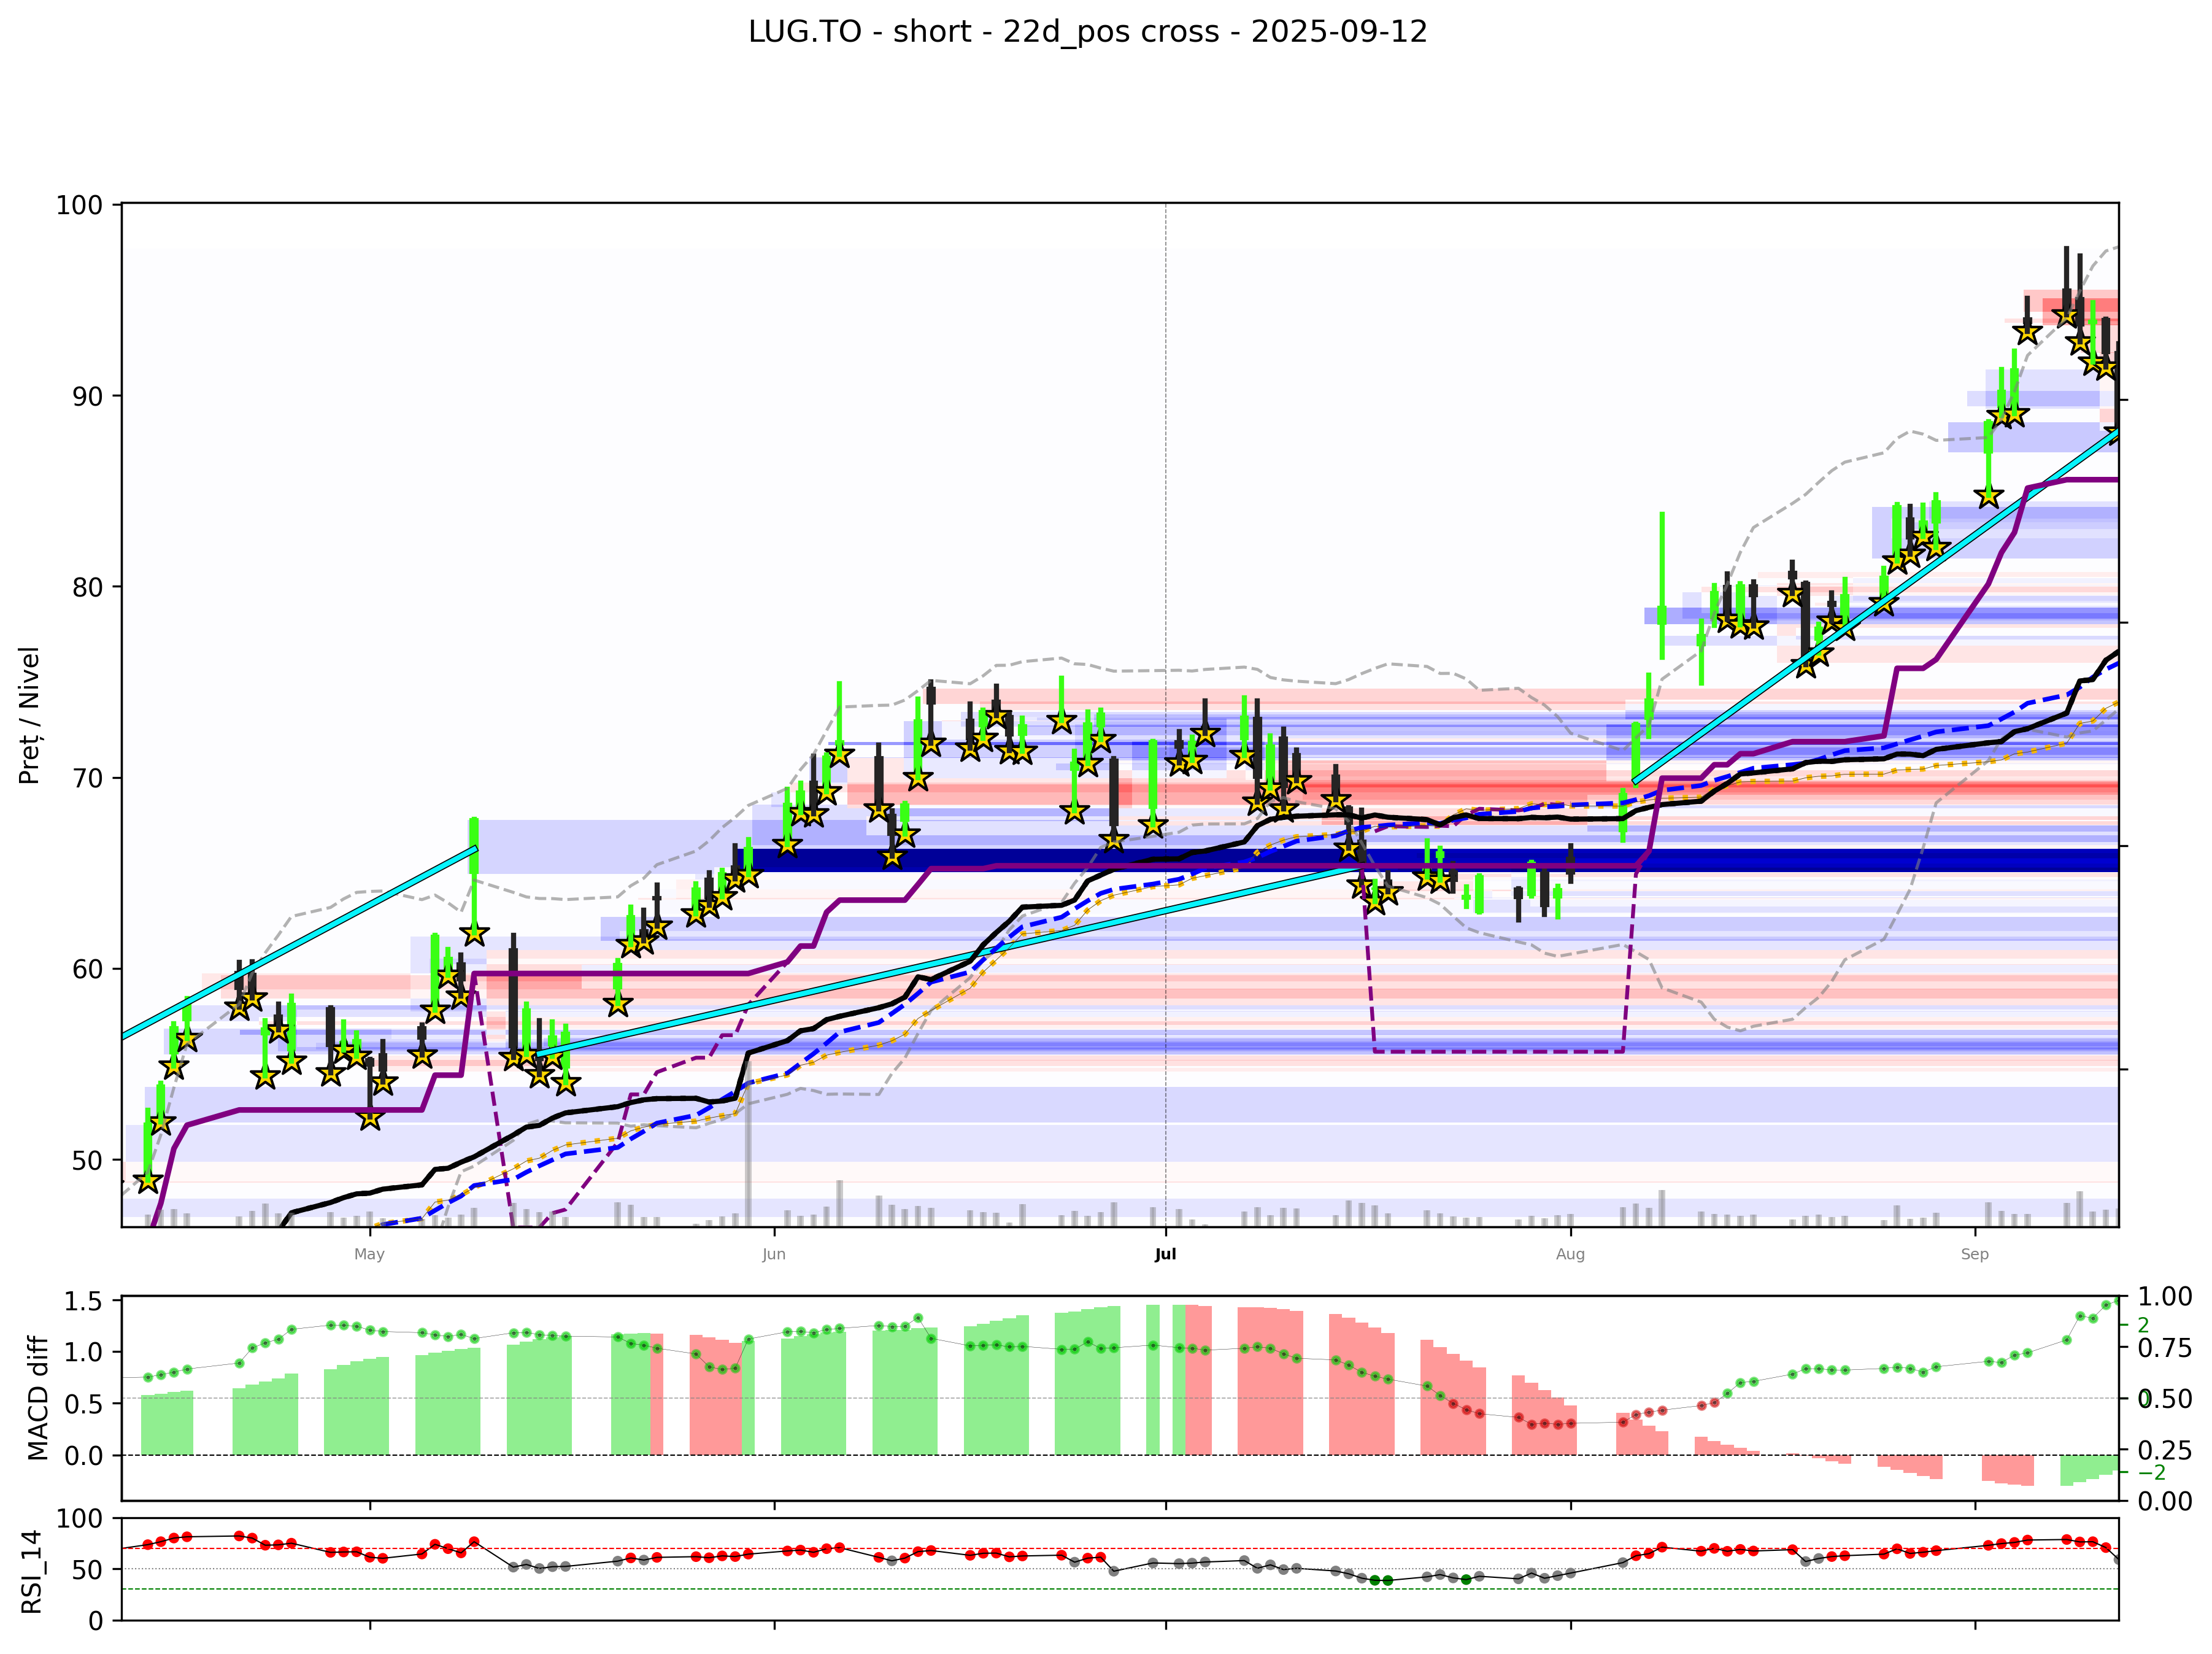 LUG.TO - short - 22d_pos cross - 2025-09-12
100
90
80
70
60
50
Preț / Nivel
May
Jun
Jul
Aug
Sep
1.5
1.0
0.5
0.0
MACD diff
1.00
2
0.75
0.50
0.25
−2
0.00
100
50
0
RSI_14